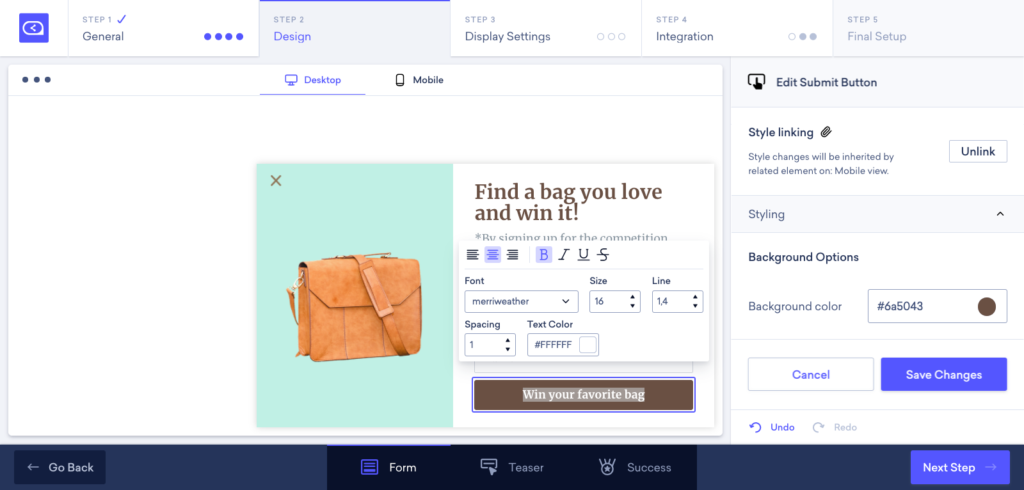 STEP 1
General
STEP 2
Design
STEP 3
Display Settings
STEP 4
Integration
STEP 5
Final Setup
Desktop
Mobile
Find a bag you love
and win it!
*By signing up for the competition
B I U S
Font
Size
Line
merriweather
16
1,4
Spacing
Text Color
1
#FFFFFF
Win your favorite bag
Edit Submit Button
Style linking
Style changes will be inherited by
related element on: Mobile view.
Unlink
Styling
Background Options
Background color
#6a5043
Cancel
Save Changes
Undo
Redo
Go Back
Form
Teaser
Success
Next Step